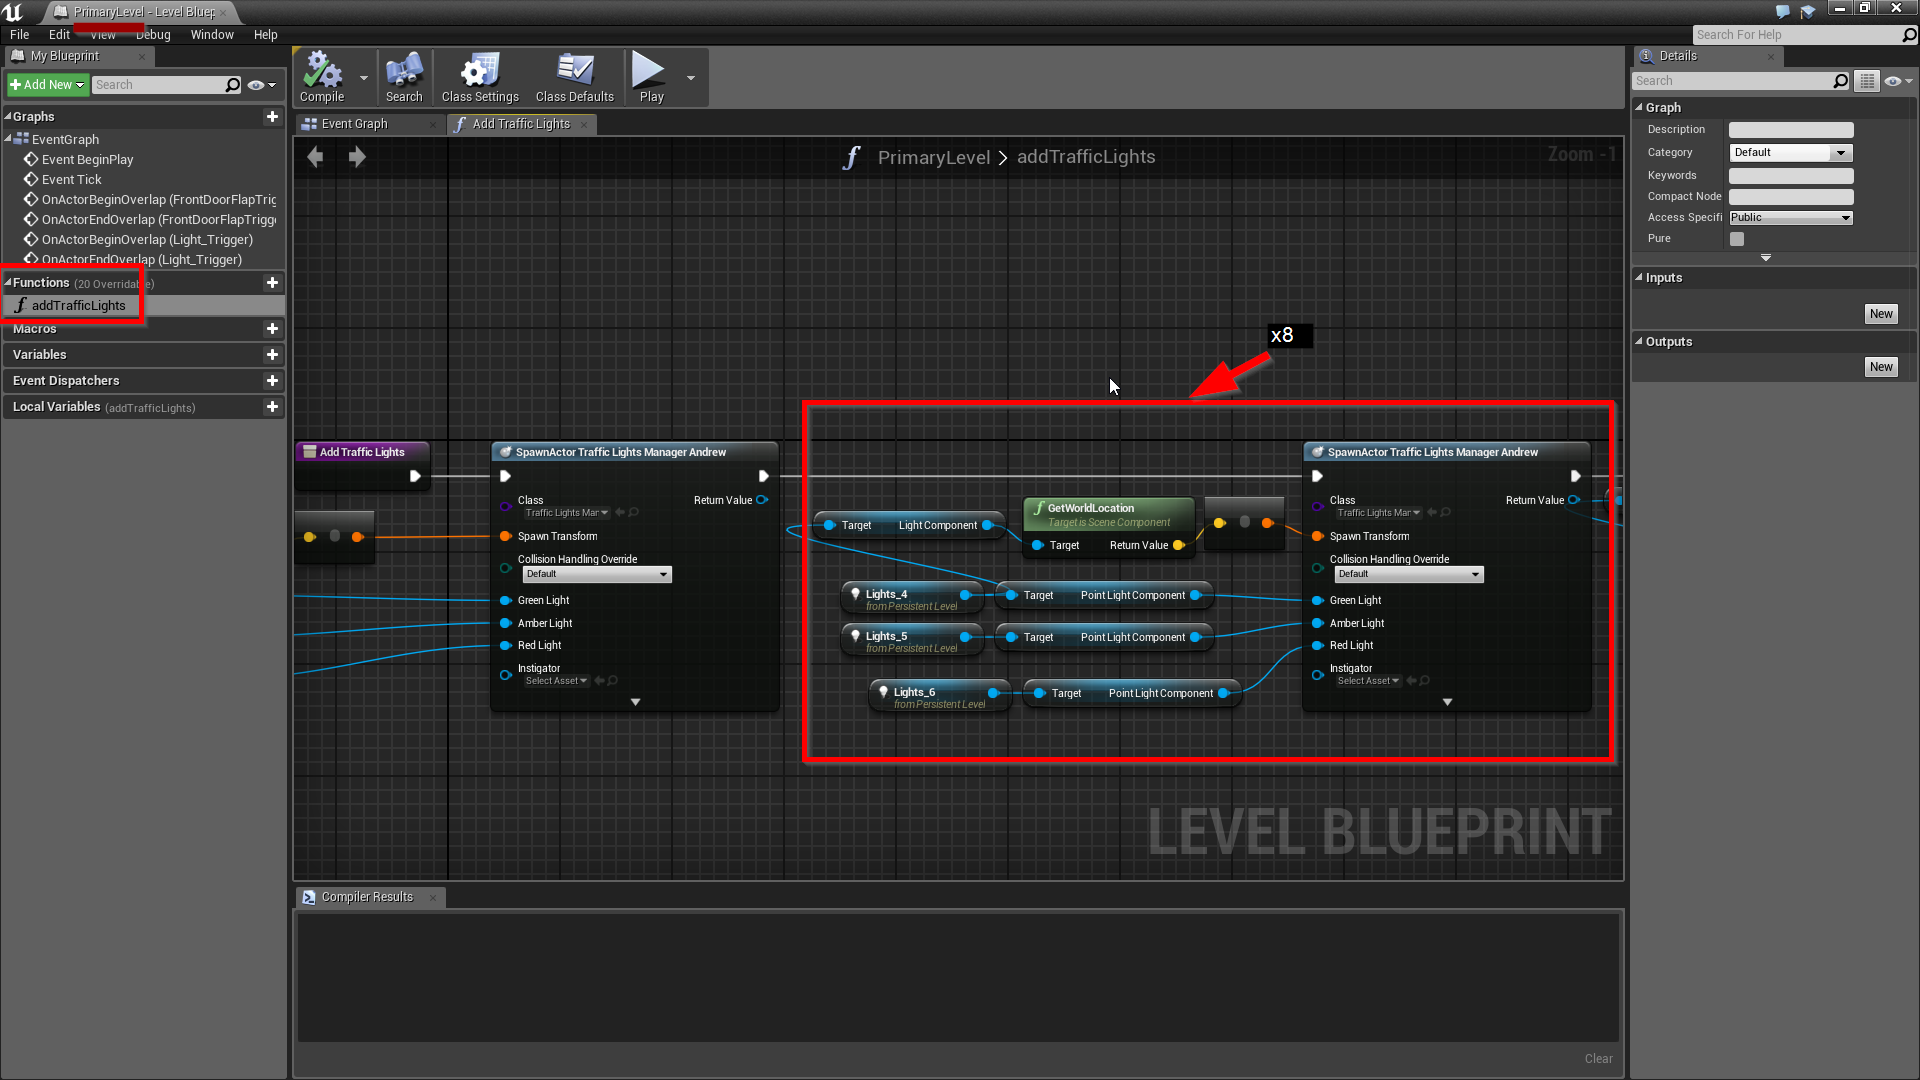 PrimaryLevel - Level Bluep
File Edit View Debug Window Help
Search For Help
My Blueprint
Add New
Search
Graphs
EventGraph
Event BeginPlay
Event Tick
OnActorBeginOverlap (FrontDoorFlapTrig
OnActorEndOverlap (FrontDoorFlapTrigge
OnActorBeginOverlap (Light_Trigger)
OnActorEndOverlap (Light_Trigger)
Functions (20 Overridable)
addTrafficLights
Macros
Variables
Event Dispatchers
Local Variables (addTrafficLights)
Compile
Search
Class Settings
Class Defaults
Play
Event Graph
Add Traffic Lights
PrimaryLevel > addTrafficLights
Zoom -1
x8
Add Traffic Lights
SpawnActor Traffic Lights Manager Andrew
Class
Return Value
Traffic Lights Mar
Spawn Transform
Collision Handling Override
Default
Green Light
Amber Light
Red Light
Instigator
Select Asset
Target Light Component
GetWorldLocation
Target is Scene Component
Target Return Value
Lights_4
from Persistent Level
Target Point Light Component
Lights_5
from Persistent Level
Target Point Light Component
Lights_6
from Persistent Level
Target Point Light Component
SpawnActor Traffic Lights Manager Andrew
Class
Return Value
Traffic Lights Mar
Spawn Transform
Collision Handling Override
Default
Green Light
Amber Light
Red Light
Instigator
Select Asset
LEVEL BLUEPRINT
Compiler Results
Clear
Details
Search
Graph
Description
Category Default
Keywords
Compact Node
Access Specifi Public
Pure
Inputs
New
Outputs
New